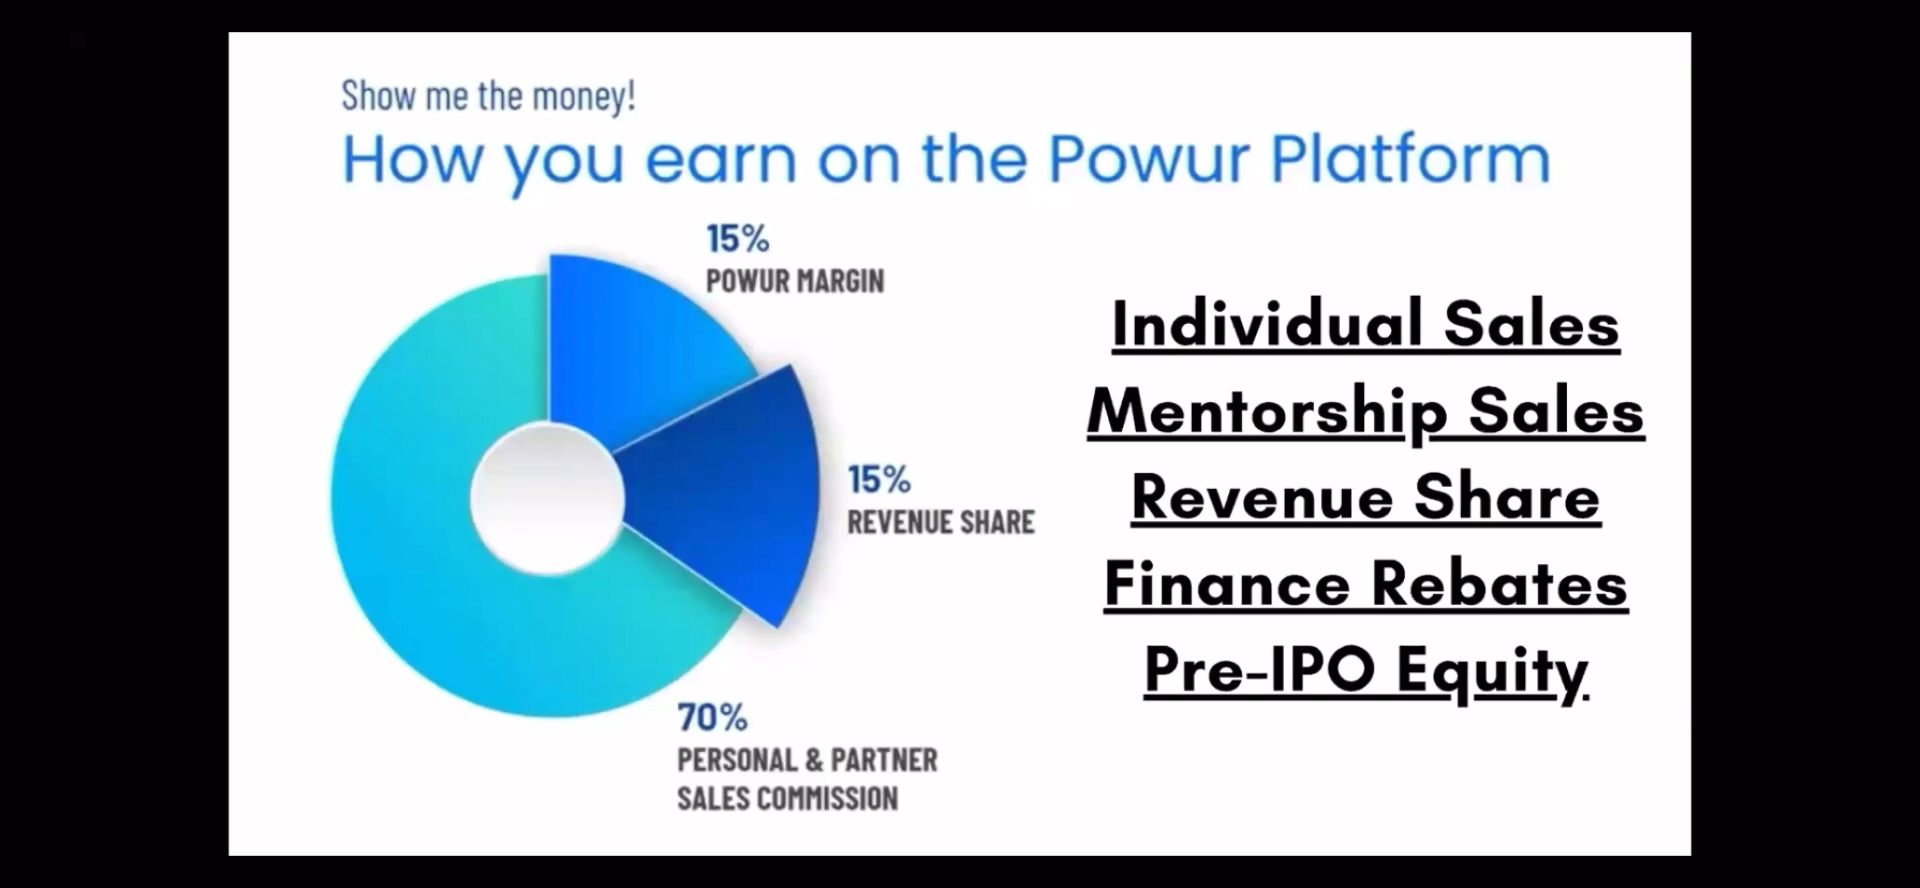 Show me the money!
How you earn on the Powur Platform
15%
POWUR MARGIN
15%
REVENUE SHARE
70%
PERSONAL & PARTNER
SALES COMMISSION
Individual Sales
Mentorship Sales
Revenue Share
Finance Rebates
Pre-IPO Equity